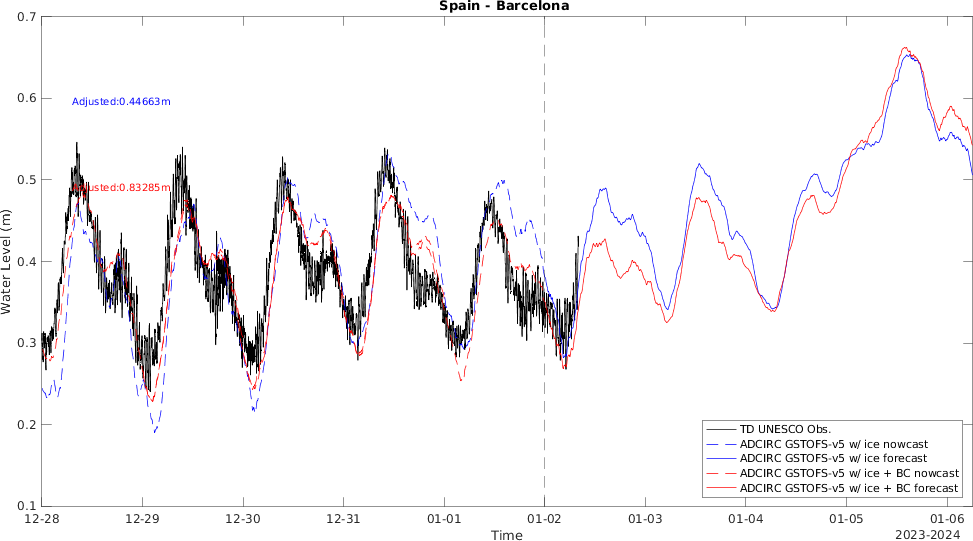 Spain - Barcelona
Water Level (m)
0.7
0.6
0.5
0.4
0.3
0.2
0.1
Adjusted:0.44663m
Adjusted:0.83285m
TD UNESCO Obs.
ADCIRC GSTOFS-v5 w/ ice nowcast
ADCIRC GSTOFS-v5 w/ ice forecast
ADCIRC GSTOFS-v5 w/ ice + BC nowcast
ADCIRC GSTOFS-v5 w/ ice + BC forecast
12-28 12-29 12-30 12-31 01-01 01-02 01-03 01-04 01-05 01-06
Time
2023-2024